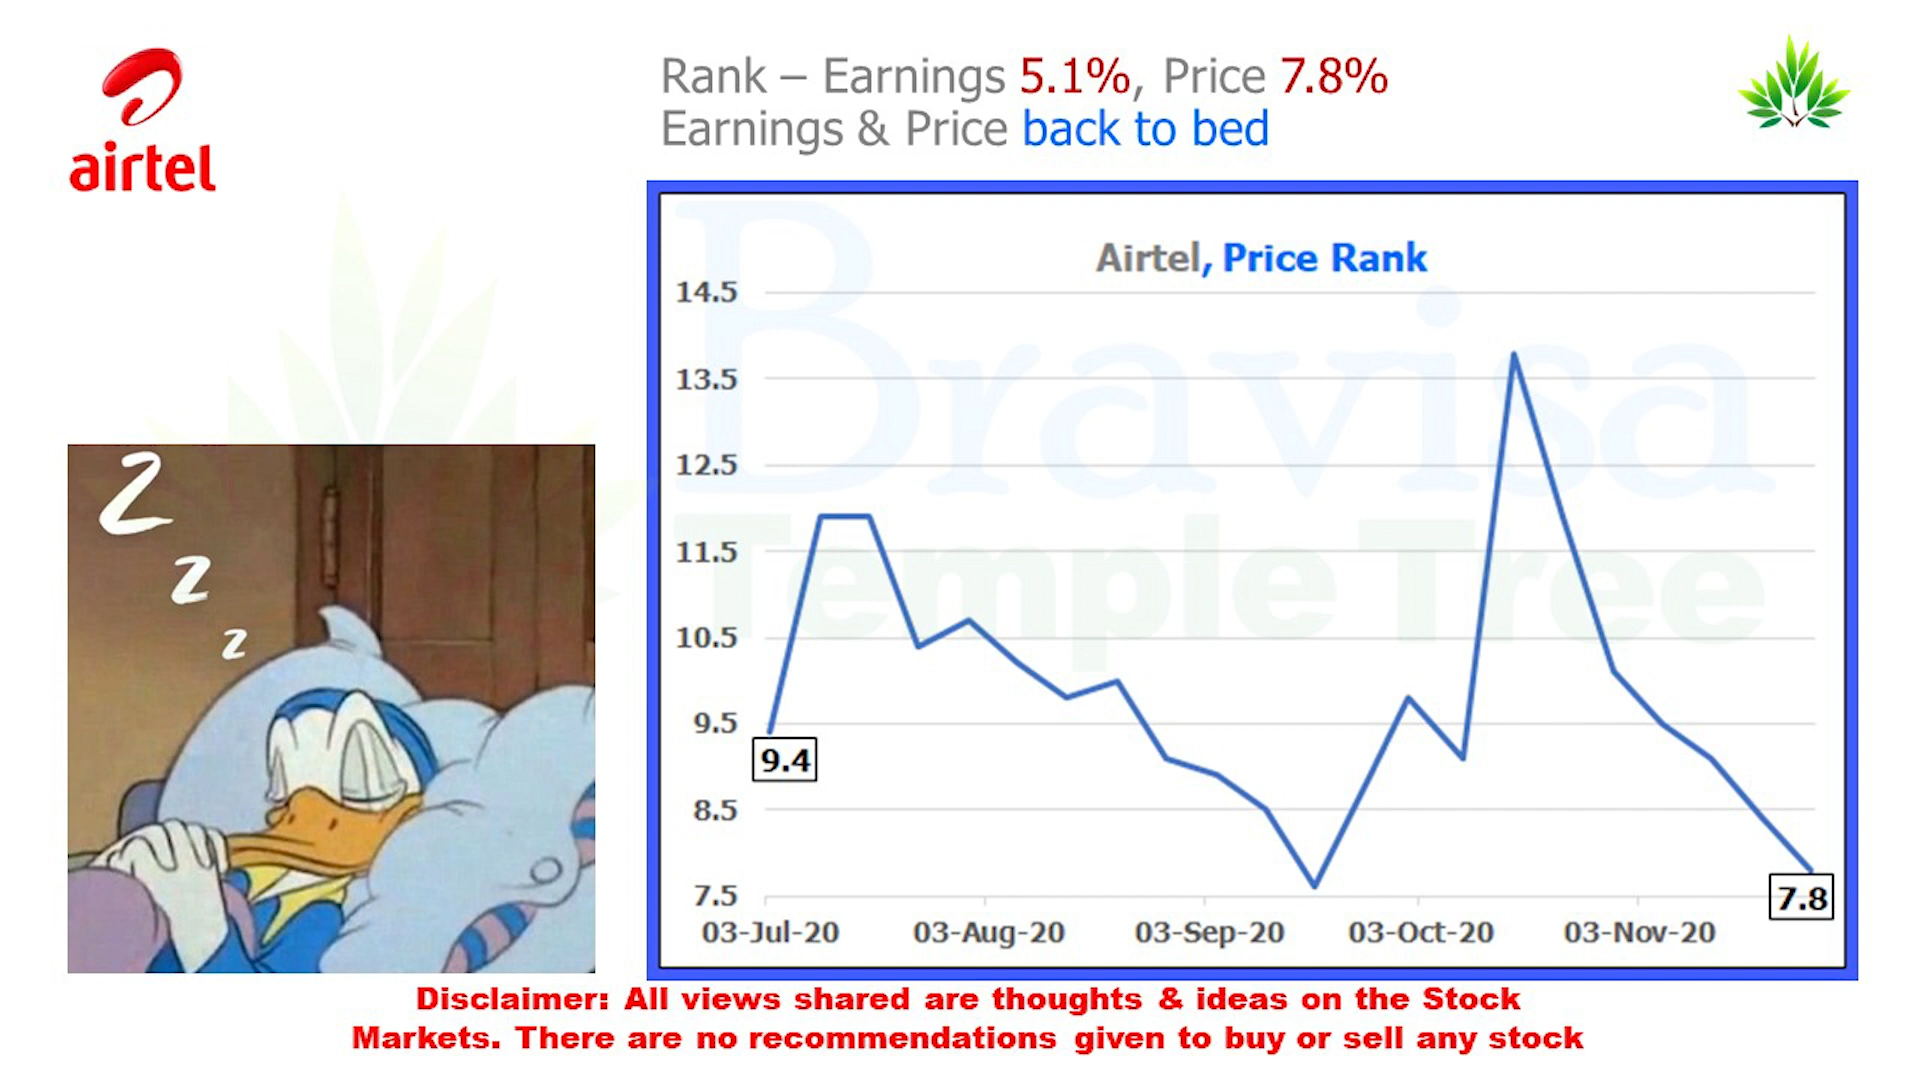 airtel
Rank – Earnings 5.1%, Price 7.8%
Earnings & Price back to bed
Z
z
z
Bravisa
Temple Tree
Airtel, Price Rank
14.5
13.5
12.5
11.5
10.5
9.5
8.5
7.5
9.4
7.8
03-Jul-20 03-Aug-20 03-Sep-20 03-Oct-20 03-Nov-20
Disclaimer: All views shared are thoughts & ideas on the Stock
Markets. There are no recommendations given to buy or sell any stock